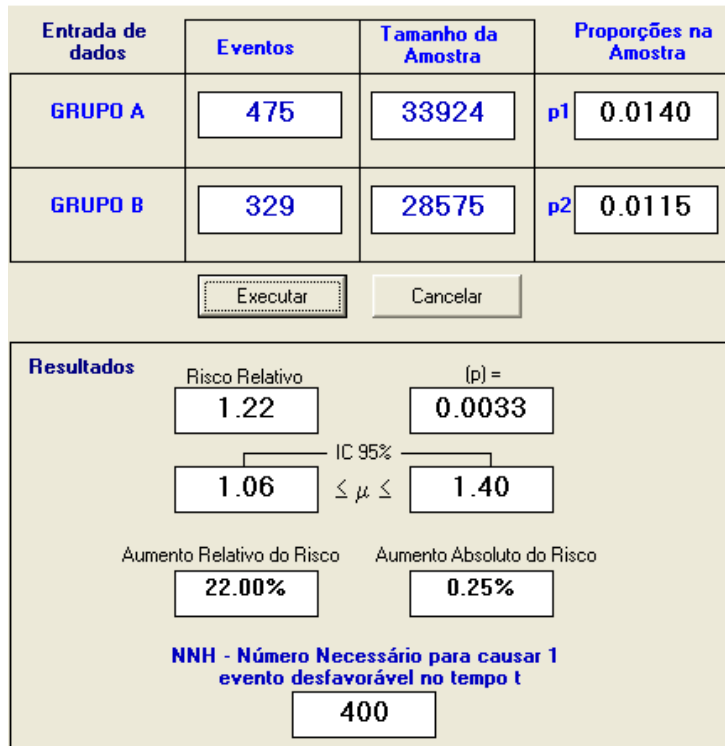 Entrada de dados
Eventos
Tamanho da Amostra
Proporções na Amostra
GRUPO A
475
33924
p1 0.0140
GRUPO B
329
28575
p2 0.0115
Executar
Cancelar
Resultados
Risco Relativo
(p) =
1.22
0.0033
IC 95%
1.06 ≤ μ ≤ 1.40
Aumento Relativo do Risco
Aumento Absoluto do Risco
22.00%
0.25%
NNH - Número Necessário para causar 1
evento desfavorável no tempo t
400